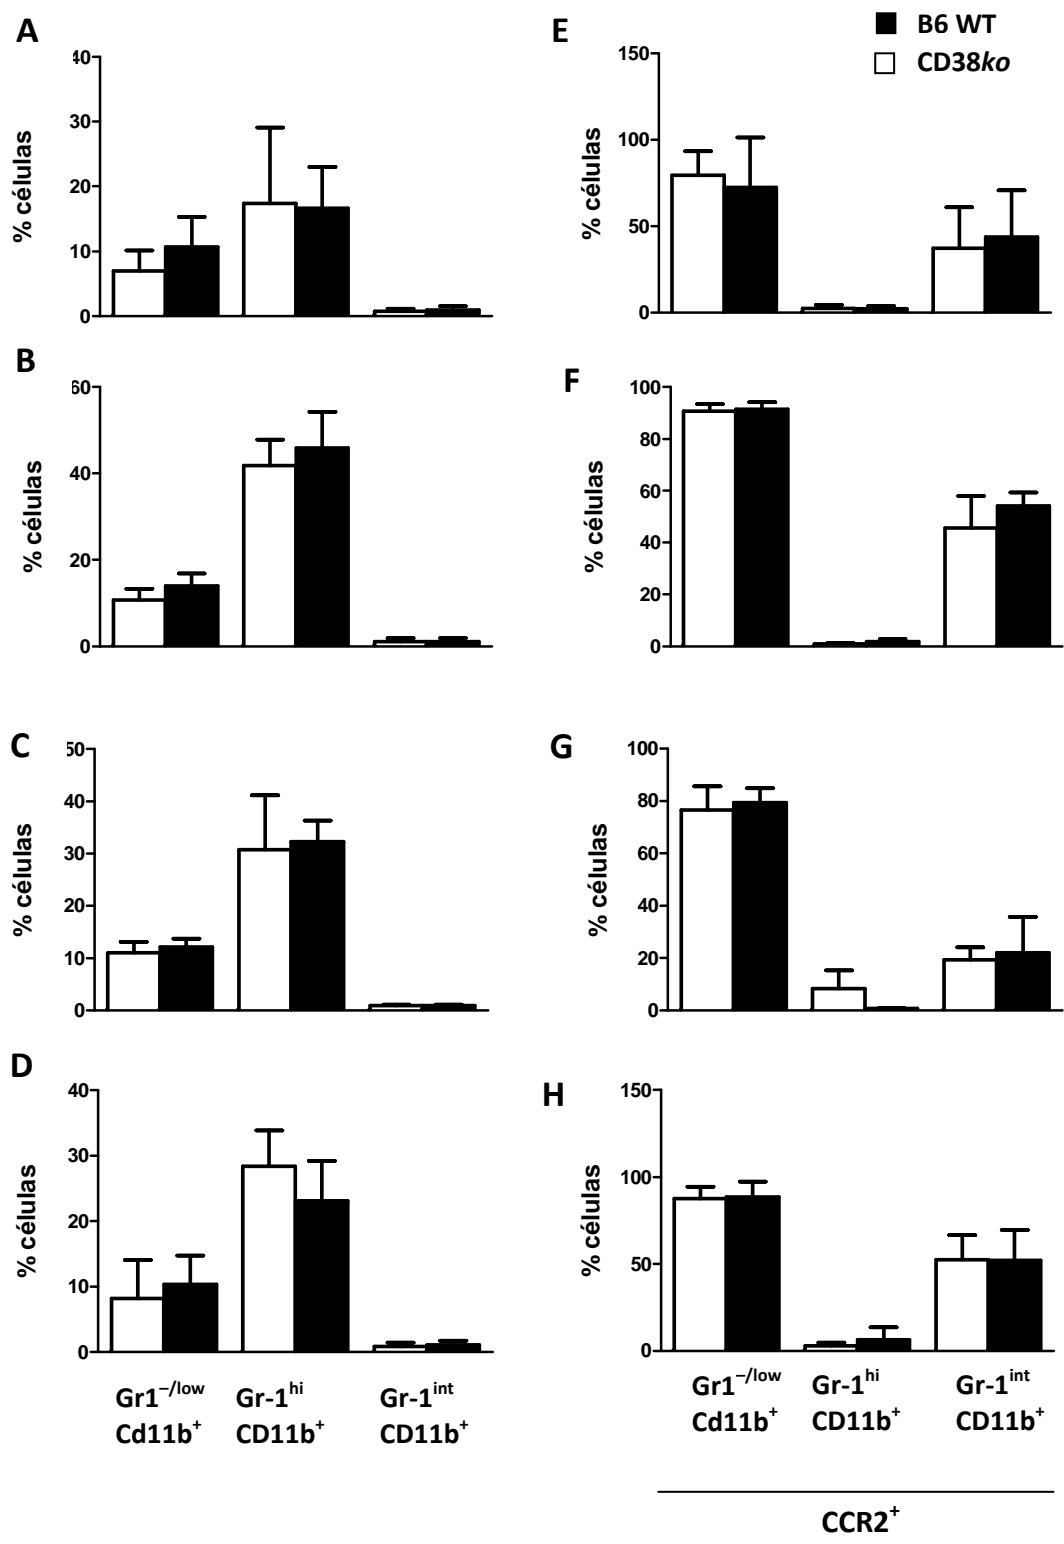 A
E
B6 WT
CD38ko
% células
40
30
20
10
0
% células
150
100
50
0
B
F
% células
60
40
20
0
% células
100
80
60
40
20
0
C
G
% células
50
40
30
20
10
0
% células
100
80
60
40
20
0
D
H
% células
40
30
20
10
0
% células
150
100
50
0
Gr1−/low Gr-1hi Gr-1int
Cd11b+ CD11b+ CD11b+
Gr1−/low Gr-1hi Gr-1int
Cd11b+ CD11b+ CD11b+
CCR2+